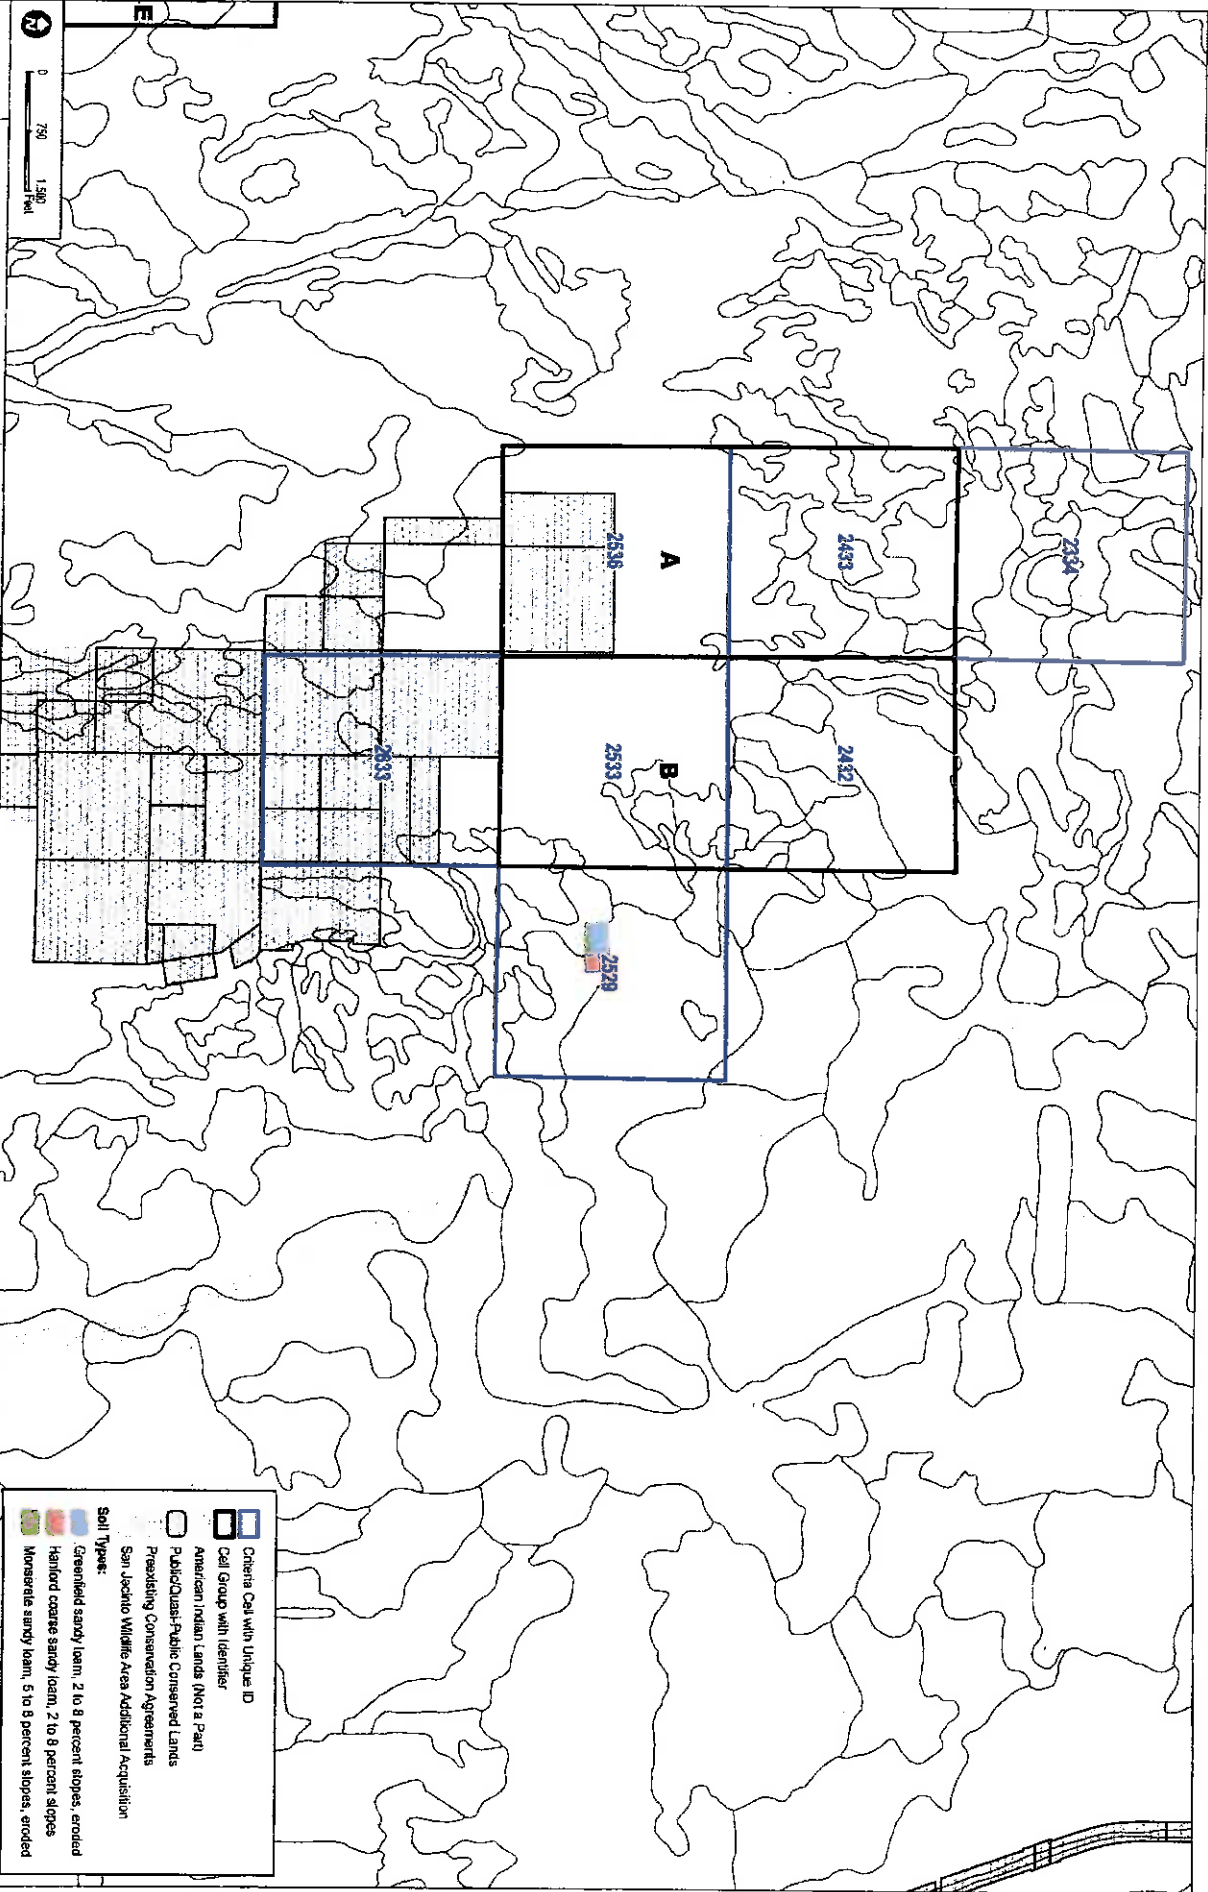 E
N
0 750 1,500
Feet
2334
2433
2432
A
2536
B
2533
2529
2633
Criteria Cell with Unique ID
Cell Group with Identifier
American Indian Lands (Not a Part)
Public/Quasi-Public Conserved Lands
Preexisting Conservation Agreements
San Jacinto Wildlife Area Additional Acquisition
Soil Types:
Greenfield sandy loam, 2 to 8 percent slopes, eroded
Hanford coarse sandy loam, 2 to 8 percent slopes
Monserate sandy loam, 5 to 8 percent slopes, eroded